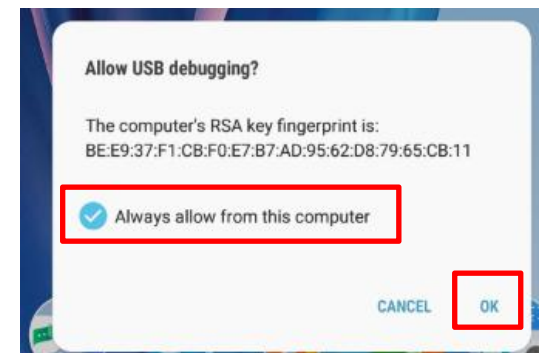 Allow USB debugging?
The computer's RSA key fingerprint is:
BE:E9:37:F1:CB:F0:E7:B7:AD:95:62:D8:79:65:CB:11
Always allow from this computer
CANCEL OK